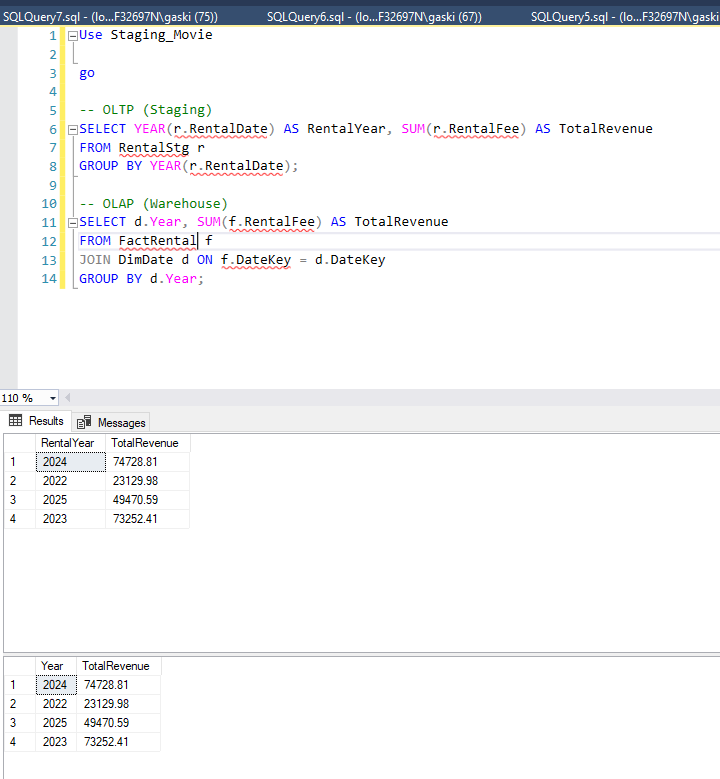 SQLQuery7.sql - (lo...F32697N\gaski (75)) SQLQuery6.sql - (lo...F32697N\gaski (67)) SQLQuery5.sql - (lo...F32697N\gaski
1 Use Staging_Movie
2
3 go
4
5 -- OLTP (Staging)
6 SELECT YEAR(r.RentalDate) AS RentalYear, SUM(r.RentalFee) AS TotalRevenue
7 FROM RentalStg r
8 GROUP BY YEAR(r.RentalDate);
9
10 -- OLAP (Warehouse)
11 SELECT d.Year, SUM(f.RentalFee) AS TotalRevenue
12 FROM FactRental f
13 JOIN DimDate d ON f.DateKey = d.DateKey
14 GROUP BY d.Year;
110 %
Results Messages
RentalYear TotalRevenue
1 2024 74728.81
2 2022 23129.98
3 2025 49470.59
4 2023 73252.41
Year TotalRevenue
1 2024 74728.81
2 2022 23129.98
3 2025 49470.59
4 2023 73252.41